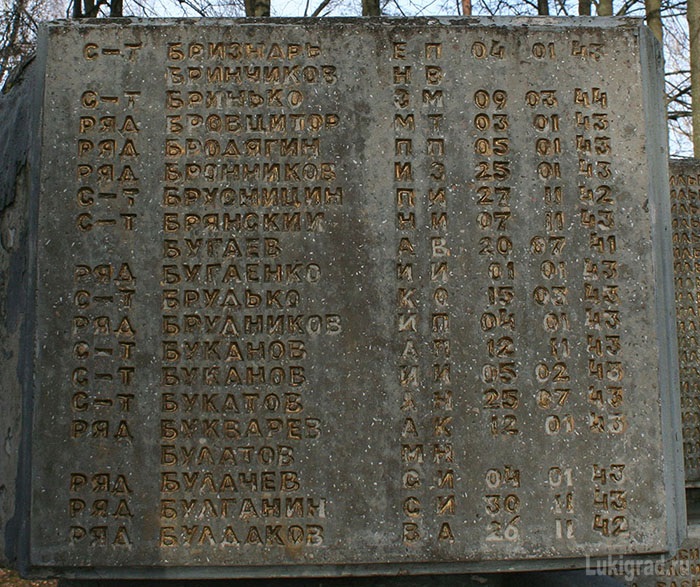 С-Т БРИЗНДРЬ Е П 04 01 43
БРИНЧИКОВ Н В
С-Т БРИНЬКО З М 09 03 44
РЯД БРОВЦИТОР М Т 03 01 43
РЯД БРОДЯГИН П П 05 01 43
РЯД БРОННИКОВ И З 25 01 43
С-Т БРУСНИЦИН П И 27 11 42
С-Т БРЯНСКИЙ Н И 07 11 43
БУГАЕВ А В 20 07 41
РЯД БУГАЕНКО И И 01 01 43
С-Т БРУДЬКО К О 15 03 43
РЯД БРУДНИКОВ И П 04 01 43
С-Т БУКАНОВ А П 12 11 43
С-Т БУКАНОВ И И 05 02 43
С-Т БУКАТОВ А Н 25 07 43
РЯД БУКВАРЕВ А К 12 01 43
БУЛАТОВ М Н
РЯД БУЛАЧЕВ С И 04 01 43
РЯД БУЛГАНИН С И 30 11 43
РЯД БУЛДАКОВ В А 26 11 42
Lukigrad.ru